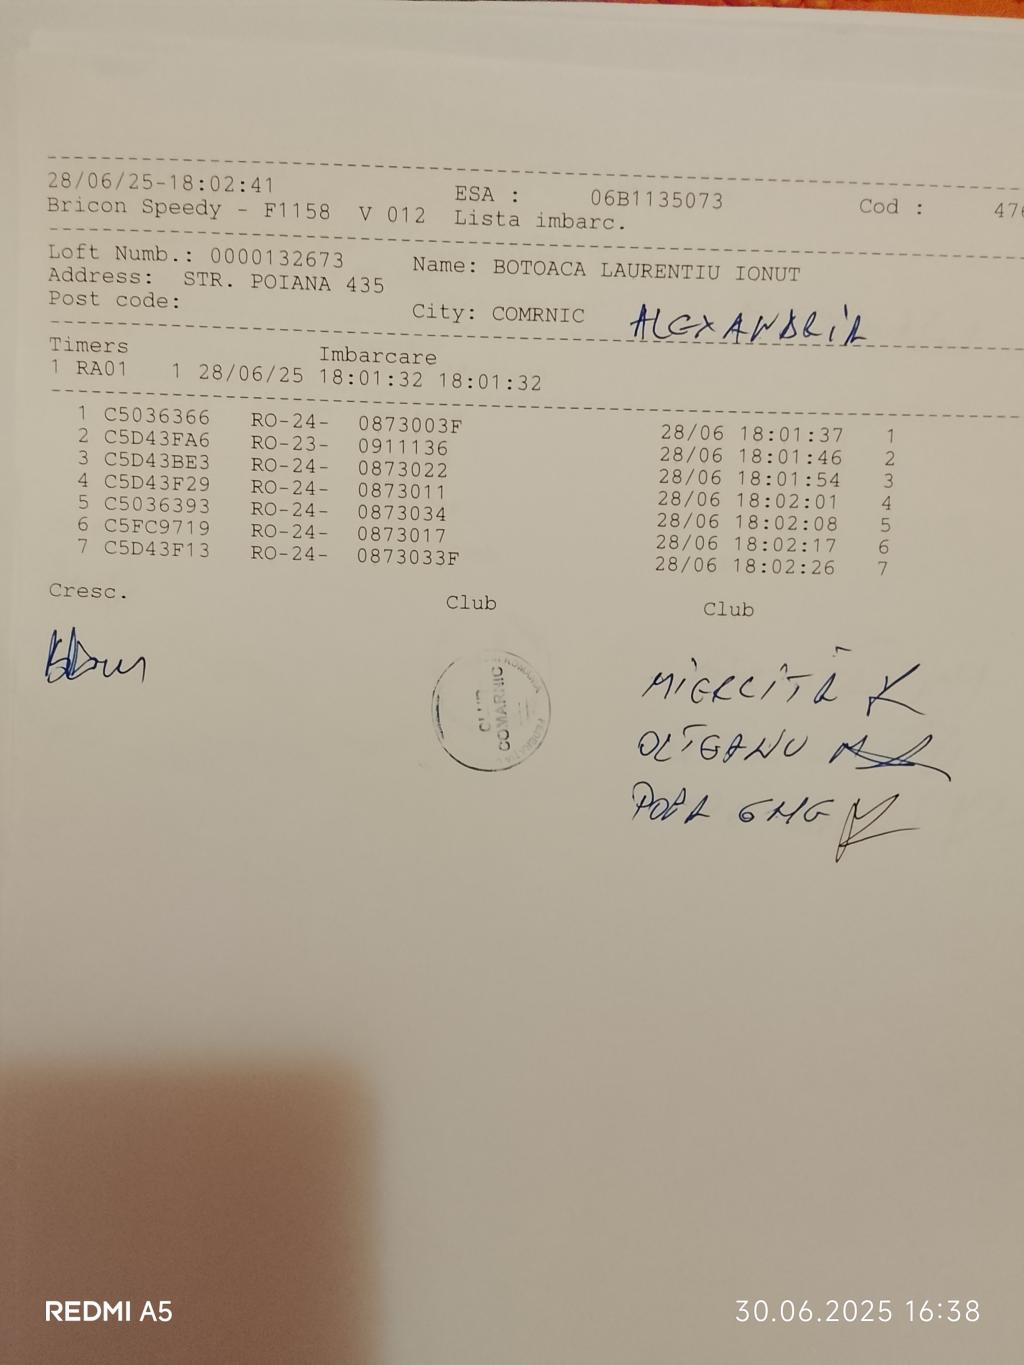 28/06/25-18:02:41 ESA : 06B1135073 Cod : 476
Bricon Speedy - F1158 V 012 Lista imbarc.
Loft Numb.: 0000132673 Name: BOTOACA LAURENTIU IONUT
Address: STR. POIANA 435
Post code: City: COMRNIC ALEXANDRIA
Timers Imbarcare
1 RA01 1 28/06/25 18:01:32 18:01:32
1 C5036366 RO-24- 0873003F 28/06 18:01:37 1
2 C5D43FA6 RO-23- 0911136 28/06 18:01:46 2
3 C5D43BE3 RO-24- 0873022 28/06 18:01:54 3
4 C5D43F29 RO-24- 0873011 28/06 18:02:01 4
5 C5036393 RO-24- 0873034 28/06 18:02:08 5
6 C5FC9719 RO-24- 0873017 28/06 18:02:17 6
7 C5D43F13 RO-24- 0873033F 28/06 18:02:26 7
Cresc. Club Club
CLUB
COMARNIC
OLTEANU
POPA
REDMI A5 30.06.2025 16:38